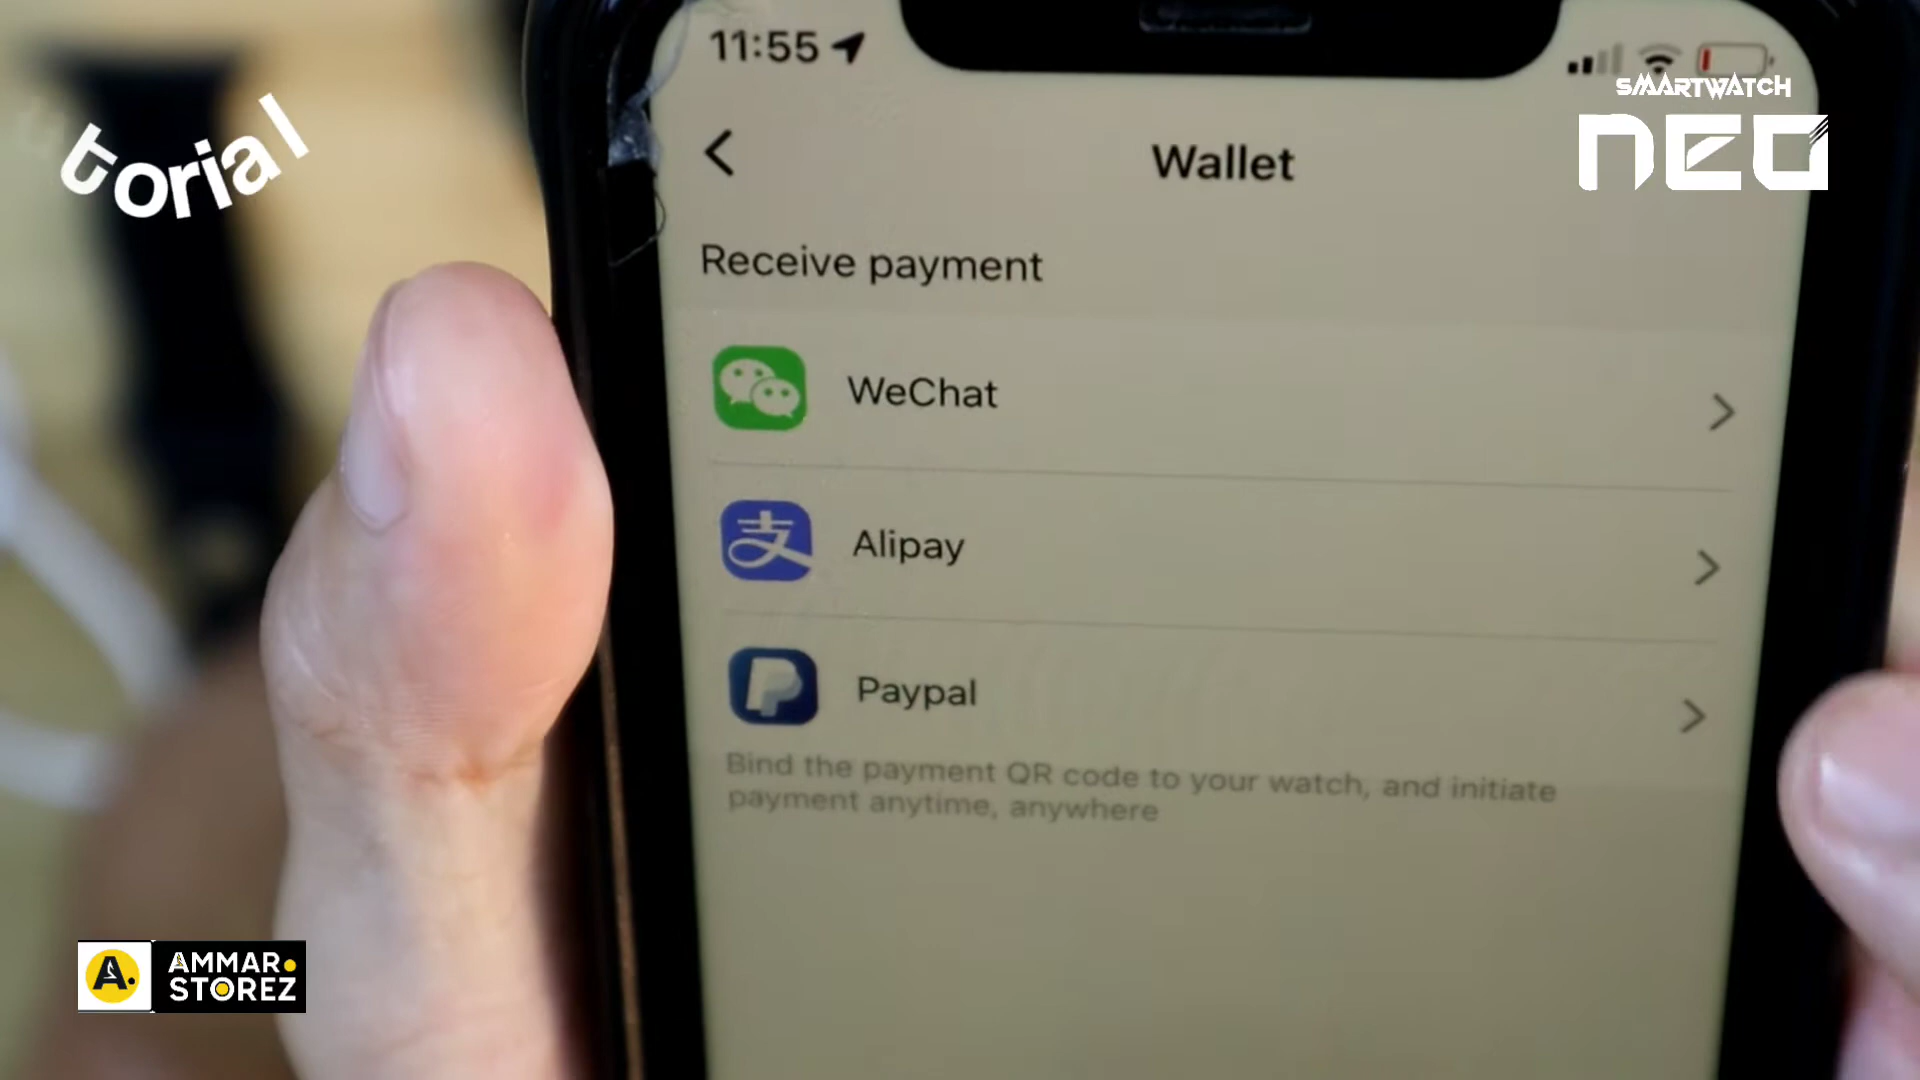 11:55
SMARTWATCH
NEO
torial
Wallet
Receive payment
WeChat
支
Alipay
Paypal
Bind the payment QR code to your watch, and initiate
payment anytime, anywhere
A.
AMMAR
STOREZ